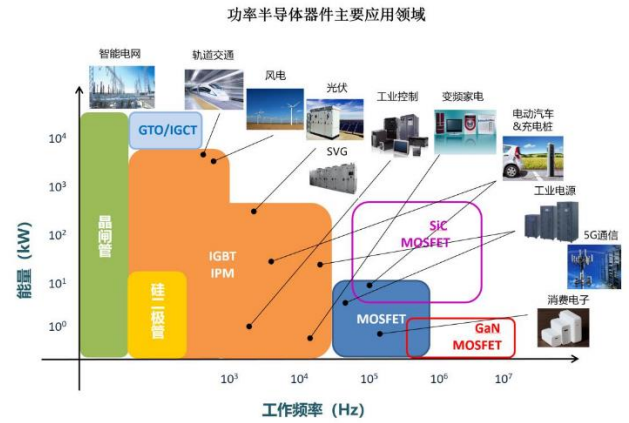 功率半导体器件主要应用领域
智能电网
轨道交通
风电
光伏
工业控制
变频家电
电动汽车
&充电桩
SVG
工业电源
5G通信
消费电子
GTO/IGCT
晶闸管
硅二极管
IGBT
IPM
SiC
MOSFET
MOSFET
GaN
MOSFET
能量（kW）
10⁴
10³
10²
10¹
10⁰
10³
10⁴
10⁵
10⁶
10⁷
工作频率（Hz）